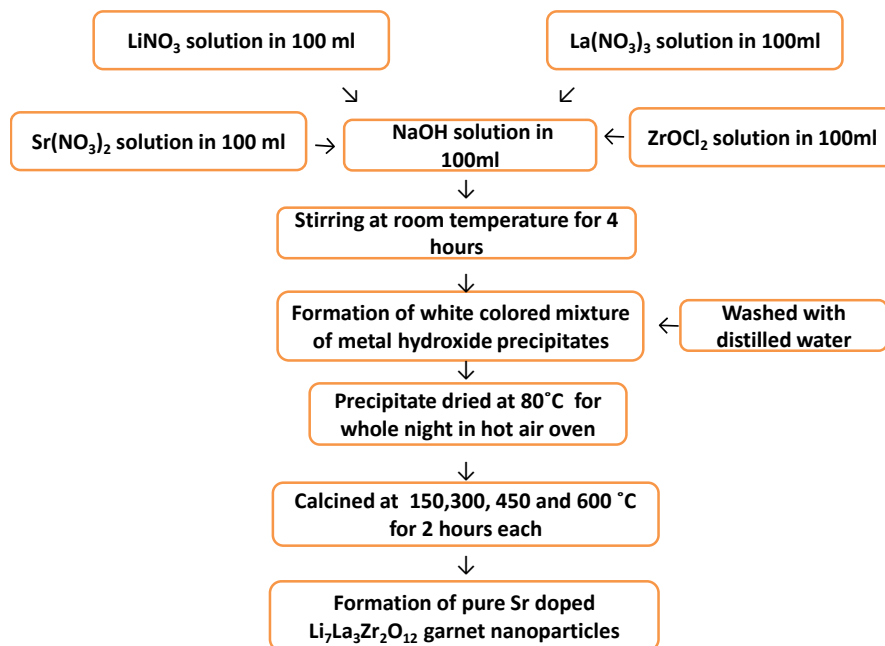 LiNO₃ solution in 100 ml
La(NO₃)₃ solution in 100ml
Sr(NO₃)₂ solution in 100 ml
NaOH solution in
100ml
ZrOCl₂ solution in 100ml
Stirring at room temperature for 4
hours
Formation of white colored mixture
of metal hydroxide precipitates
Washed with
distilled water
Precipitate dried at 80˚C for
whole night in hot air oven
Calcined at 150,300, 450 and 600 ˚C
for 2 hours each
Formation of pure Sr doped
Li₇La₃Zr₂O₁₂ garnet nanoparticles